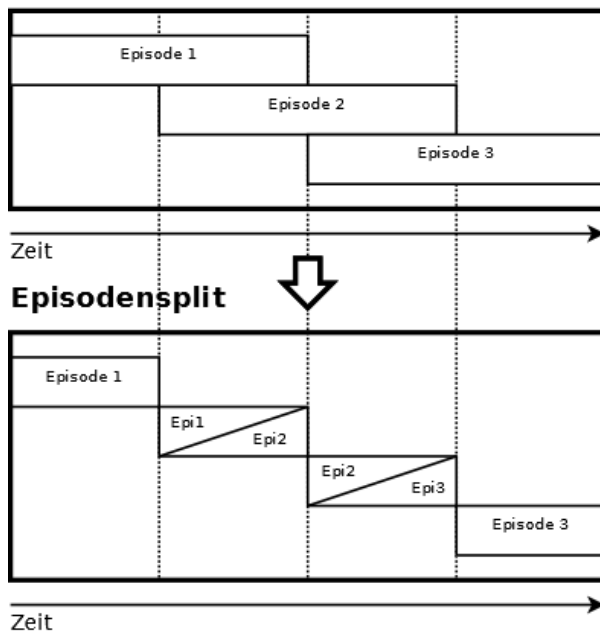 Episode 1
Episode 2
Episode 3
Zeit
Episodensplit
Episode 1
Epi1
Epi2
Epi2
Epi3
Episode 3
Zeit